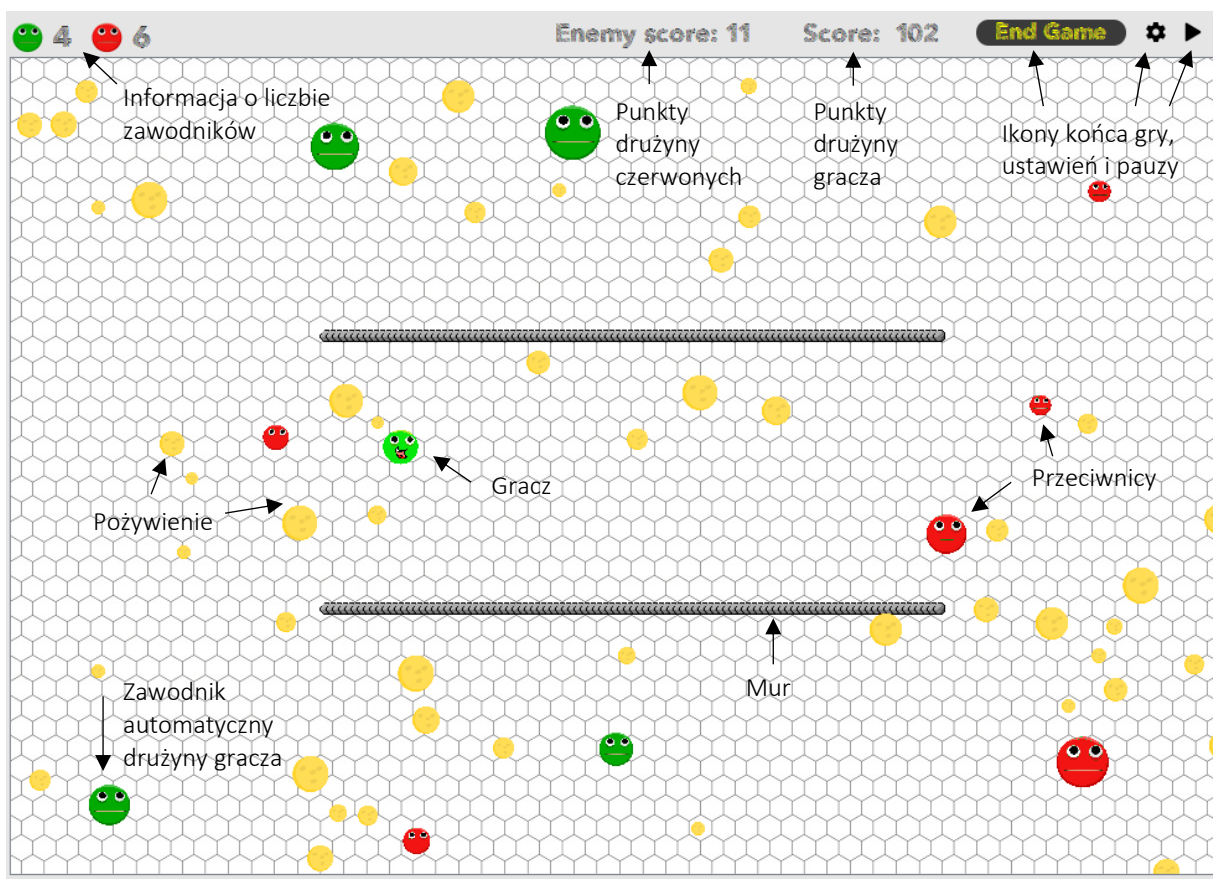 4 6 Enemy score: 11 Score: 102 End Game
Informacja o liczbie
zawodników
Punkty
drużyny
czerwonych
Punkty
drużyny
gracza
Ikony końca gry,
ustawień i pauzy
Gracz
Pożywienie
Przeciwnicy
Mur
Zawodnik
automatyczny
drużyny gracza